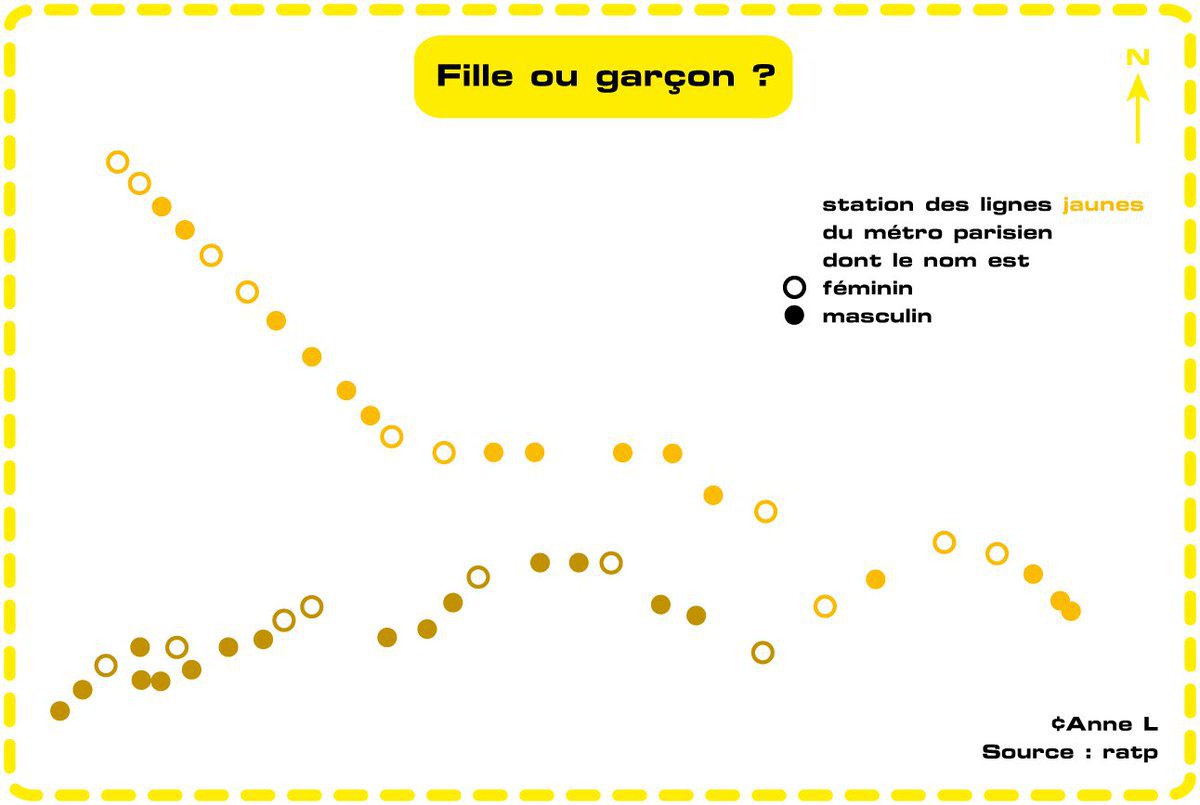 Fille ou garçon ?
N
station des lignes jaunes
du métro parisien
dont le nom est
féminin
masculin
¢Anne L
Source : ratp